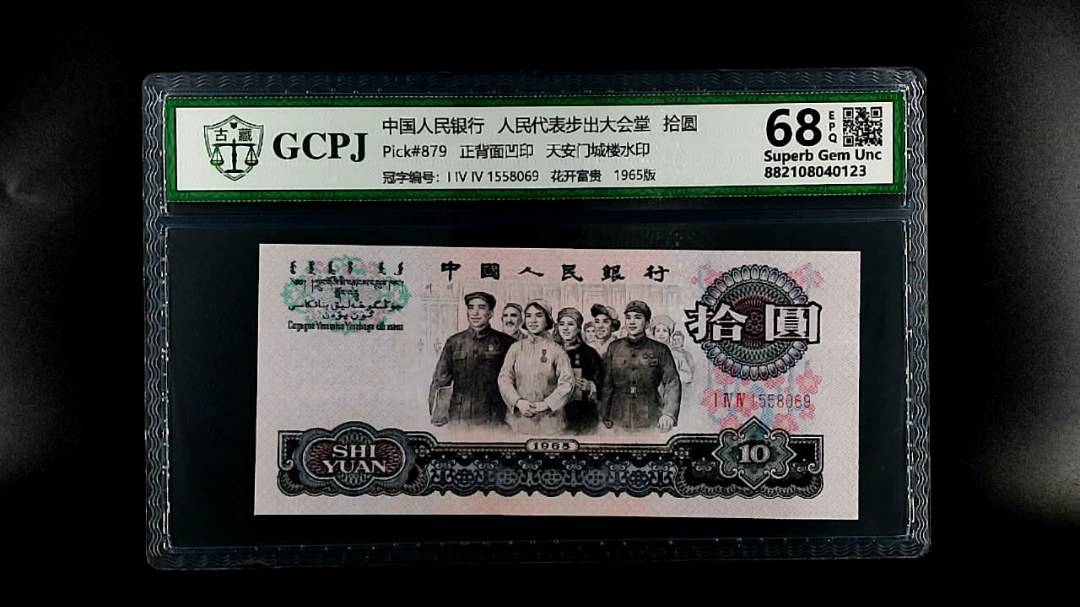 古藏
GCPJ
中国人民银行 人民代表步出大会堂 拾圆
Pick#879 正背面凹印 天安门城楼水印
冠字编号: I IV IV 1558069 花开富贵 1965版
68 EPQ
Superb Gem Unc
882108040123
中國人民銀行
拾圓
I IV IV 1558069
1965
SHI
YUAN
10